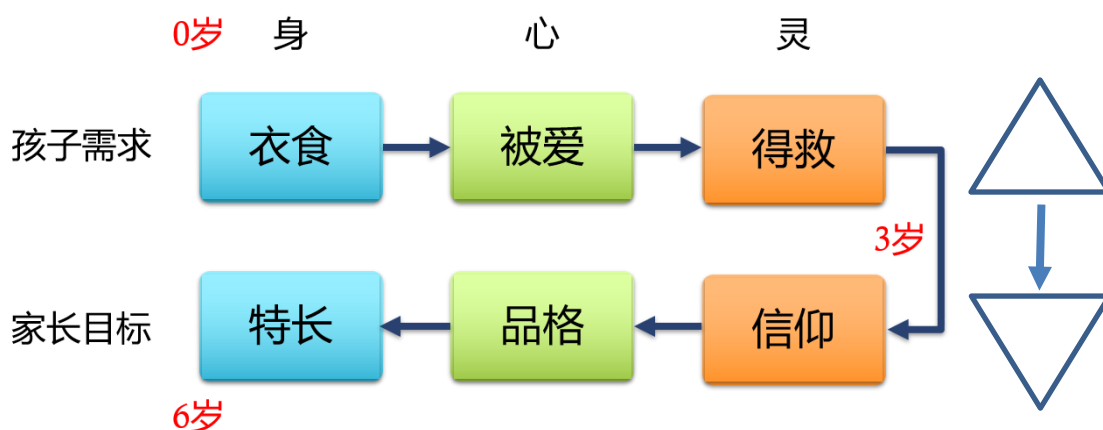 0岁 身 心 灵
孩子需求 衣食 被爱 得救
3岁
家长目标 特长 品格 信仰
6岁